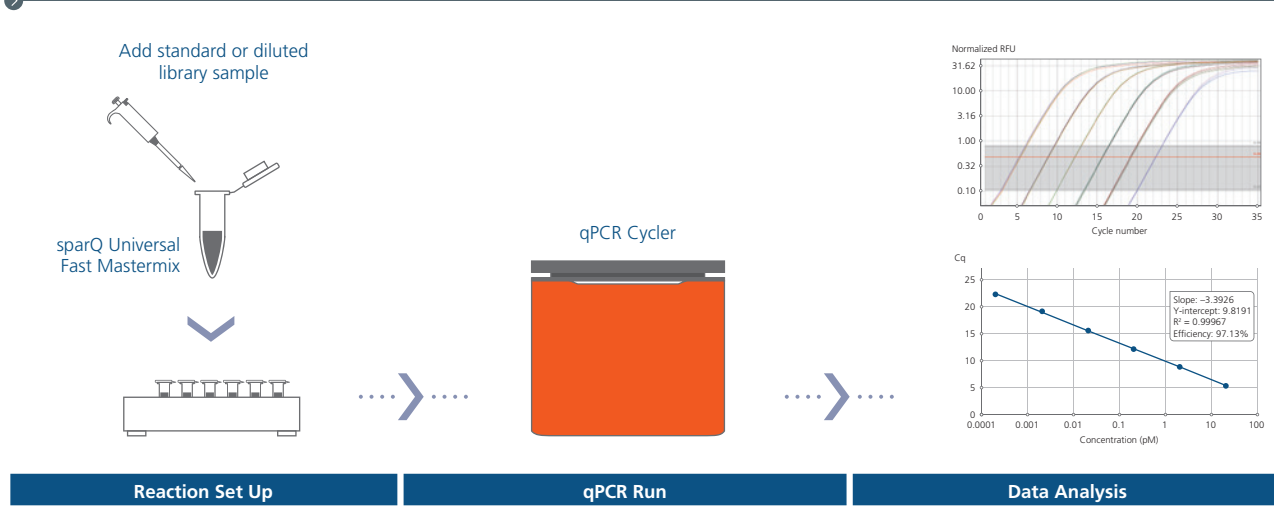 Add standard or diluted
library sample
sparQ Universal
Fast Mastermix
qPCR Cycler
Normalized RFU
31.62
10.00
3.16
1.00
0.32
0.10
0 5 10 15 20 25 30 35
Cycle number
Cq
25
20
15
10
5
0
Slope: –3.3926
Y-intercept: 9.8191
R² = 0.99967
Efficiency: 97.13%
0.0001 0.001 0.01 0.1 1 10 100
Concentration (pM)
Reaction Set Up
qPCR Run
Data Analysis